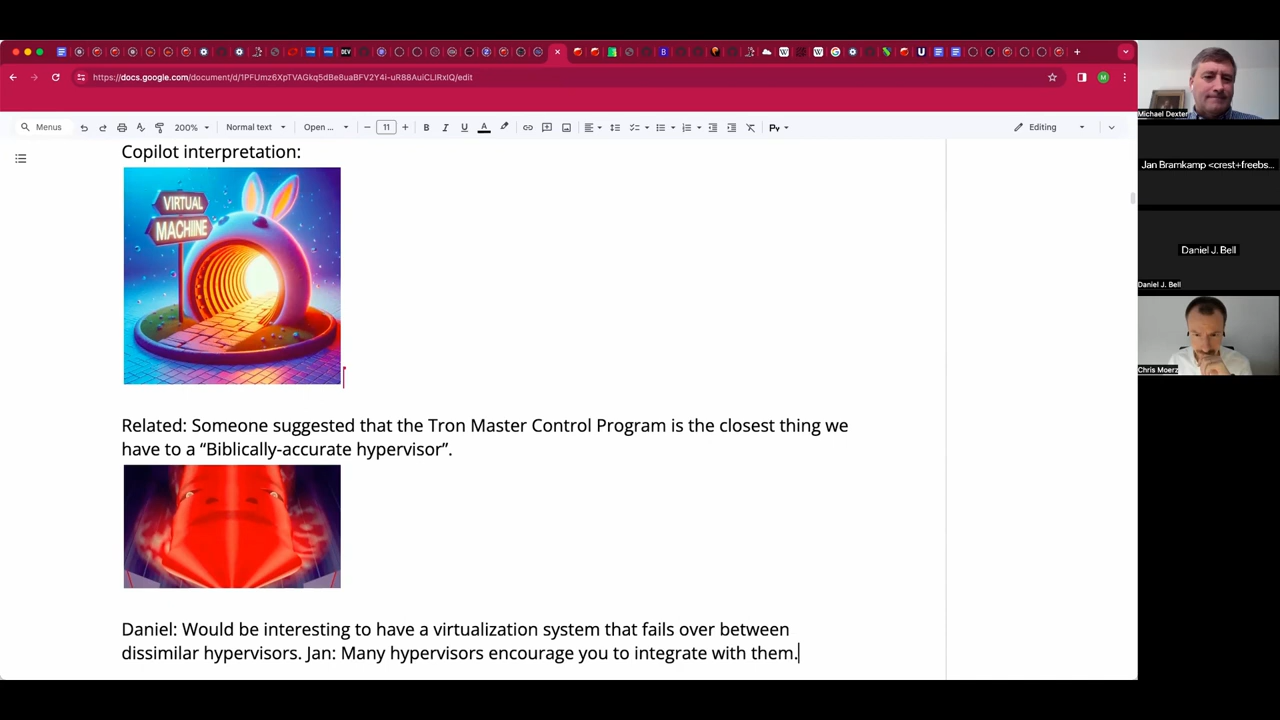 https://docs.google.com/document/d/1PFUmz6XpTVAGkq5dBe8uaBFV2Y4i-uR88AuiCLlRxIQ/edit
Menus
200%
Normal text
Open ...
11
Editing
Copilot interpretation:
VIRTUAL
MACHIINE
Related: Someone suggested that the Tron Master Control Program is the closest thing we
have to a “Biblically-accurate hypervisor”.
Daniel: Would be interesting to have a virtualization system that fails over between
dissimilar hypervisors. Jan: Many hypervisors encourage you to integrate with them.
Michael Dexter
Jan Bramkamp <crest+freebs...
Daniel J. Bell
Daniel J. Bell
Chris Moerz